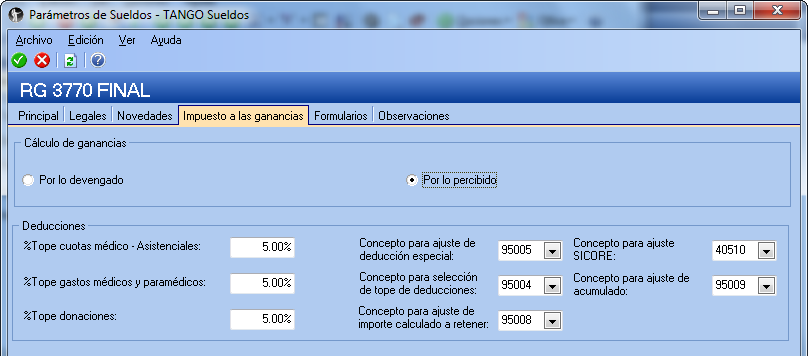 Parámetros de Sueldos - TANGO Sueldos
Archivo Edición Ver Ayuda
RG 3770 FINAL
Principal Legales Novedades Impuesto a las ganancias Formularios Observaciones
Cálculo de ganancias
Por lo devengado Por lo percibido
Deducciones
%Tope cuotas médico - Asistenciales: 5.00%
Concepto para ajuste de
deducción especial: 95005
Concepto para ajuste
SICORE: 40510
%Tope gastos médicos y paramédicos: 5.00%
Concepto para selección
de tope de deducciones: 95004
Concepto para ajuste de
acumulado: 95009
%Tope donaciones: 5.00%
Concepto para ajuste de
importe calculado a retener: 95008